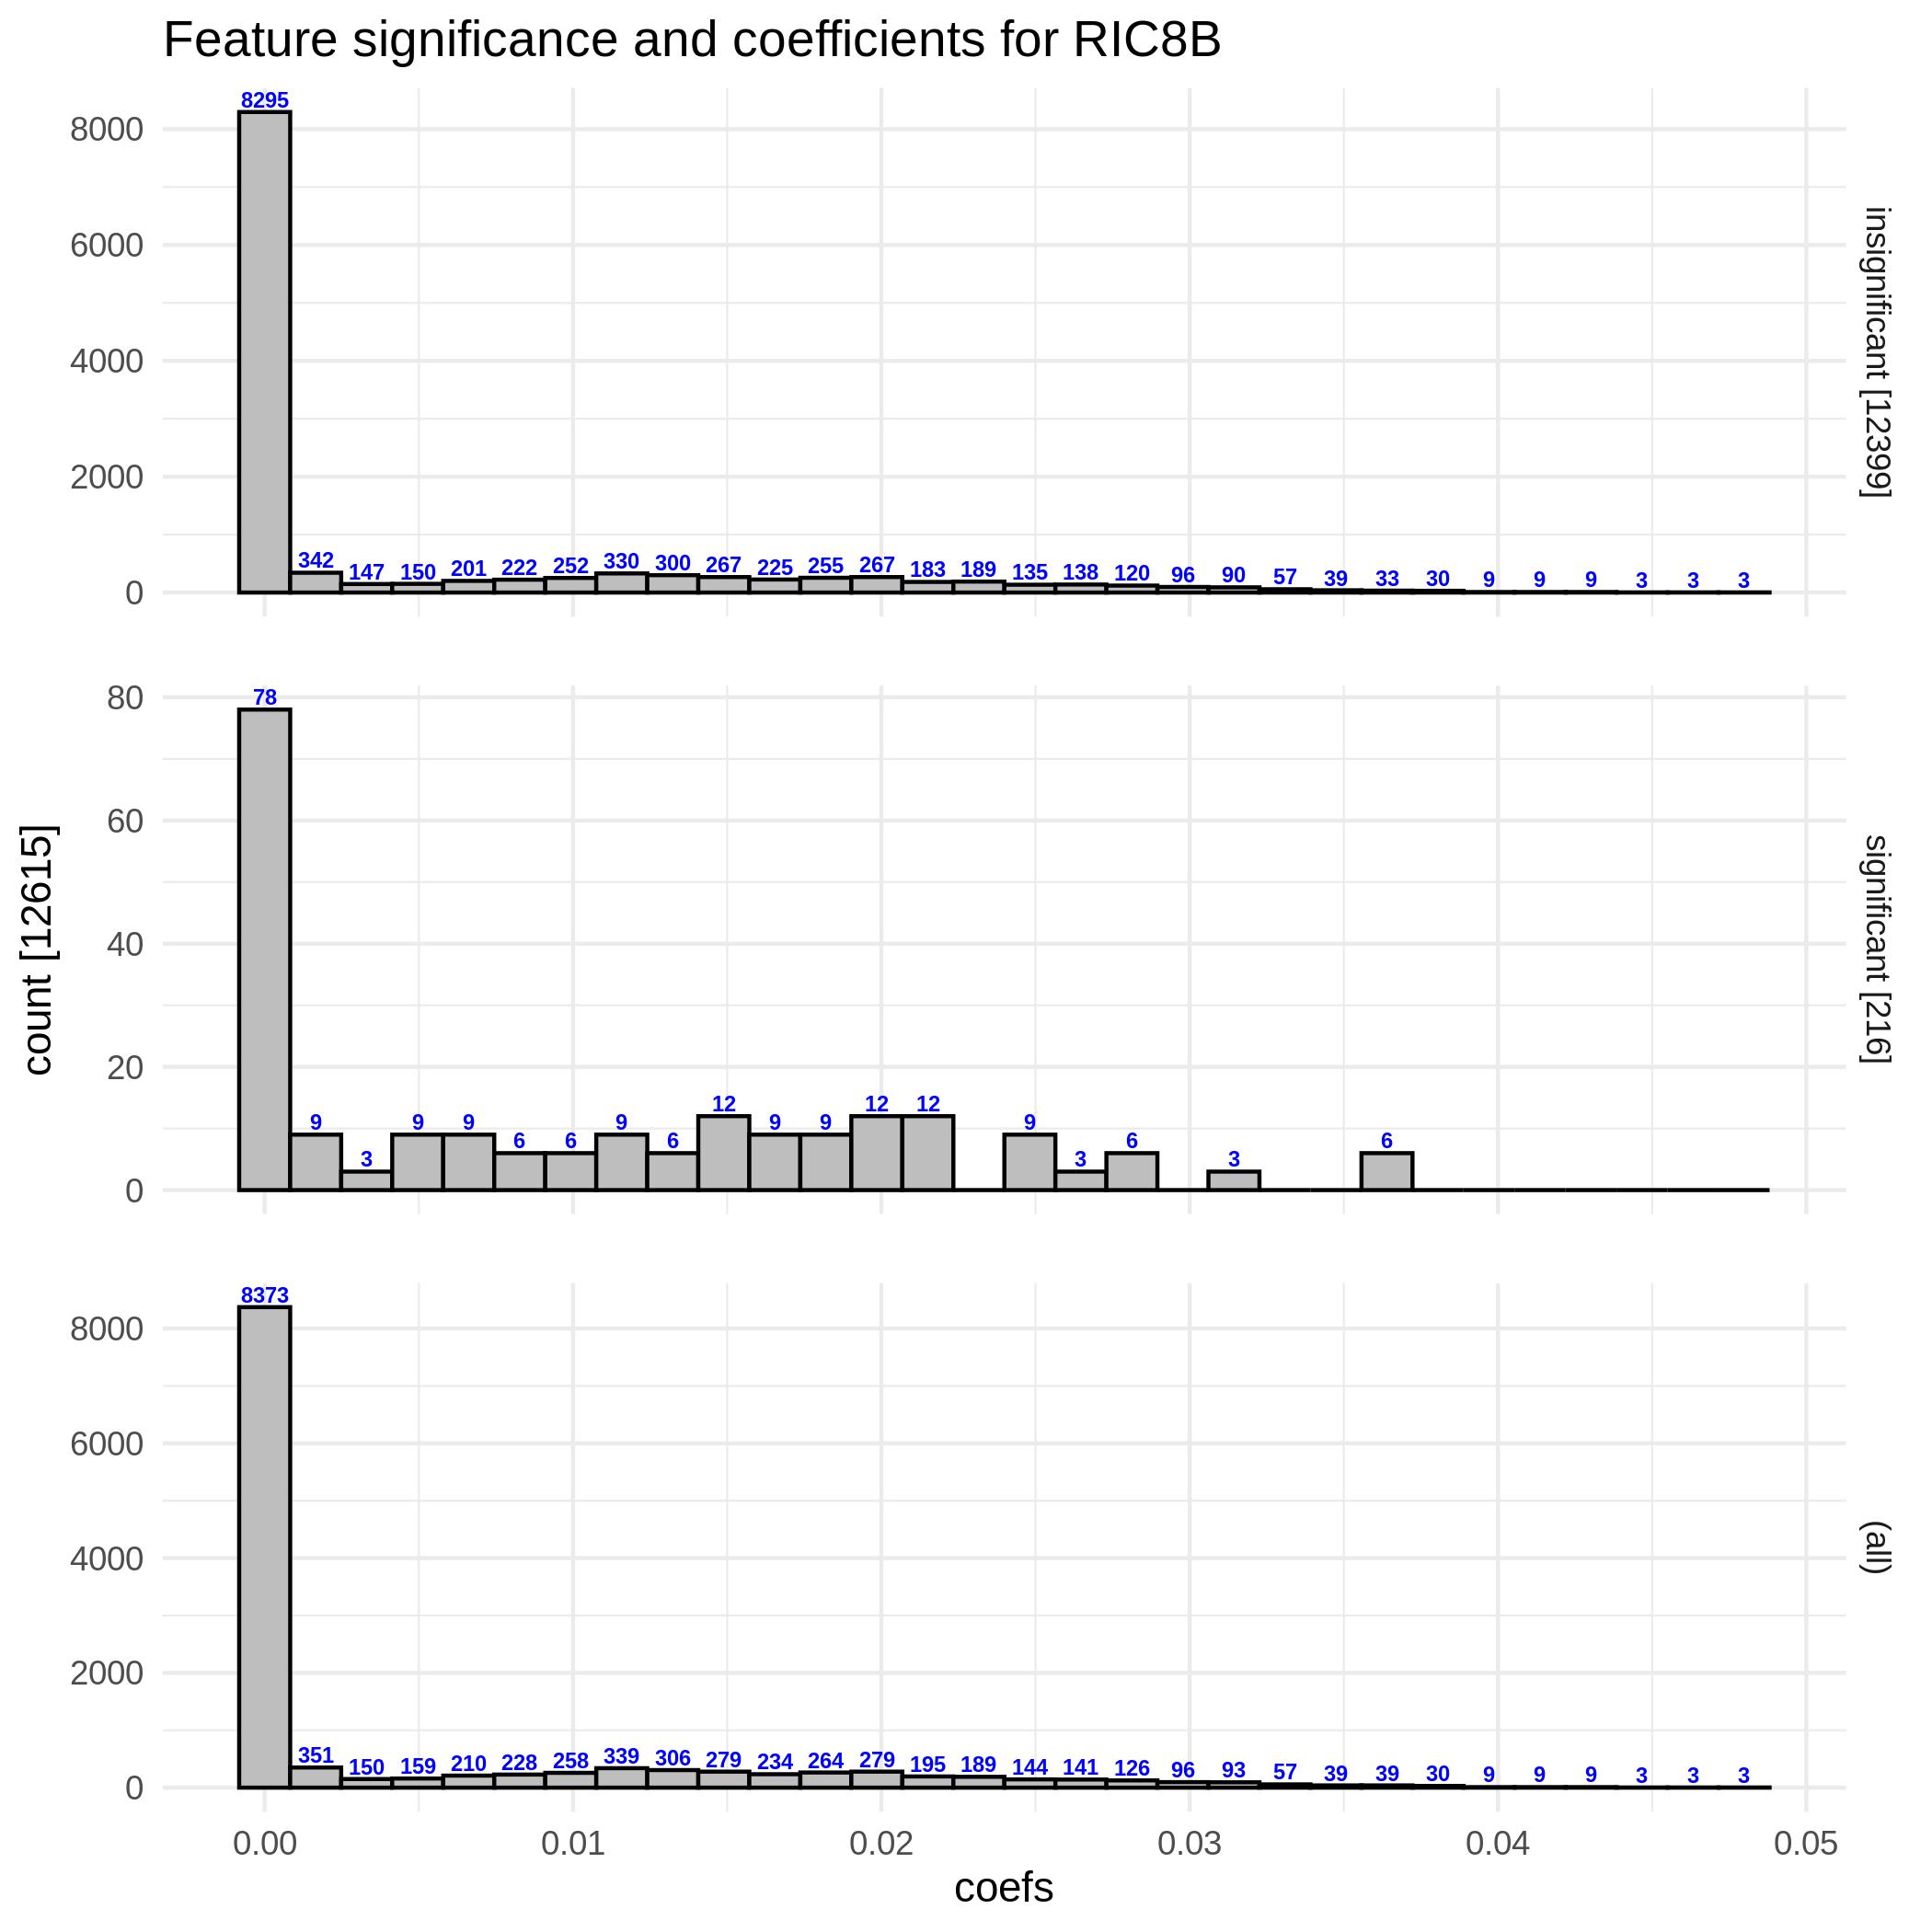 Feature significance and coefficients for RIC8B
8295
8000
6000
4000
2000
0
342 147 150 201 222 252 330 300 267 225 255 267 183 189 135 138 120 96 90 57 39 33 30 9 9 9 3 3 3
insignificant [12399]
count [12615]
80
60
40
20
0
78
9 3 9 9 6 6 9 6 12 9 9 12 12 9 3 6 3 6
significant [216]
8373
8000
6000
4000
2000
0
351 150 159 210 228 258 339 306 279 234 264 279 195 189 144 141 126 96 93 57 39 39 30 9 9 9 3 3 3
(all)
0.00 0.01 0.02 0.03 0.04 0.05
coefs